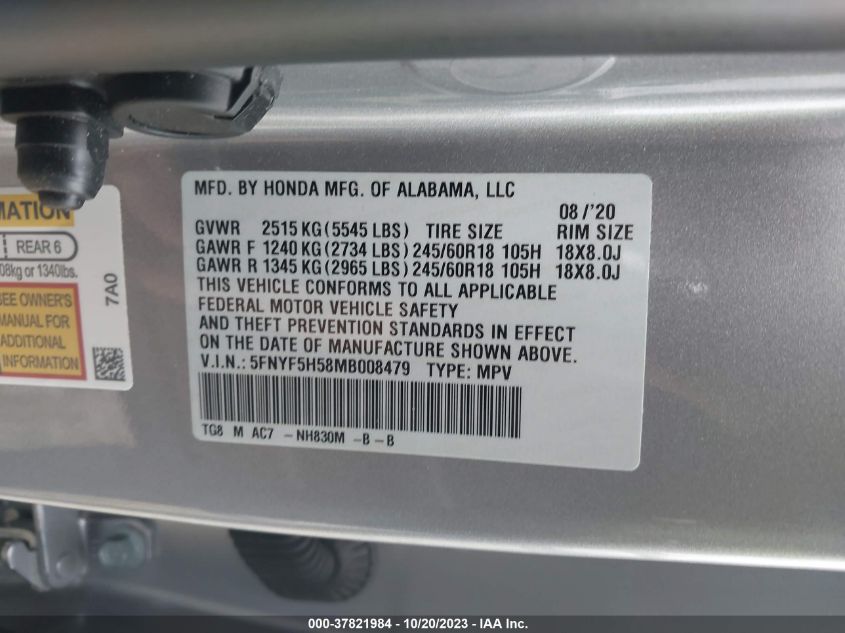 MFD. BY HONDA MFG. OF ALABAMA, LLC
08 / '20
GVWR 2515 KG (5545 LBS) TIRE SIZE RIM SIZE
GAWR F 1240 KG (2734 LBS) 245/60R18 105H 18X8.0J
GAWR R 1345 KG (2965 LBS) 245/60R18 105H 18X8.0J
THIS VEHICLE CONFORMS TO ALL APPLICABLE
FEDERAL MOTOR VEHICLE SAFETY
AND THEFT PREVENTION STANDARDS IN EFFECT
ON THE DATE OF MANUFACTURE SHOWN ABOVE.
V.I.N.: 5FNYF5H58MB008479 TYPE: MPV
TG8 M AC7 -NH830M -B-B
REAR 6
kg or 1340lbs.
OWNER'S
MANUAL FOR
ADDITIONAL
INFORMATION
7A0
000-37821984 - 10/20/2023 - IAA Inc.